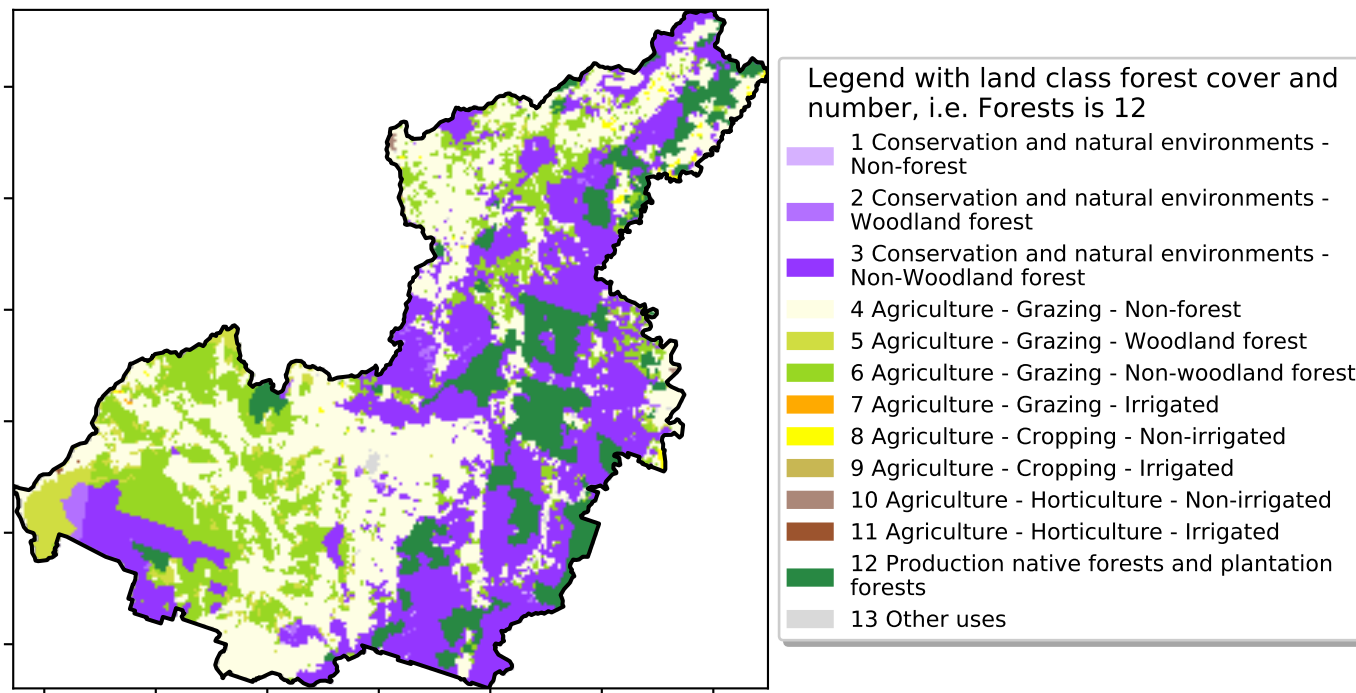 Legend with land class forest cover and
number, i.e. Forests is 12
1 Conservation and natural environments -
Non-forest
2 Conservation and natural environments -
Woodland forest
3 Conservation and natural environments -
Non-Woodland forest
4 Agriculture - Grazing - Non-forest
5 Agriculture - Grazing - Woodland forest
6 Agriculture - Grazing - Non-woodland forest
7 Agriculture - Grazing - Irrigated
8 Agriculture - Cropping - Non-irrigated
9 Agriculture - Cropping - Irrigated
10 Agriculture - Horticulture - Non-irrigated
11 Agriculture - Horticulture - Irrigated
12 Production native forests and plantation
forests
13 Other uses